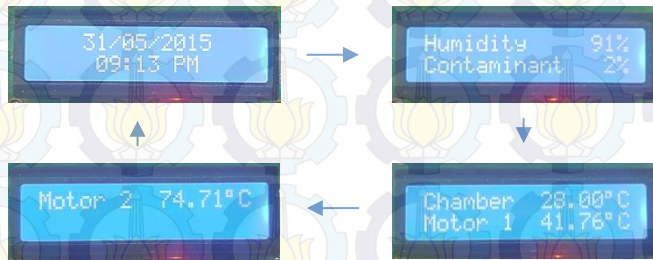 31/05/2015
09:13 PM
Humidity 91%
Contaminant 2%
Chamber 28.00°C
Motor 1 41.76°C
Motor 2 74.71°C